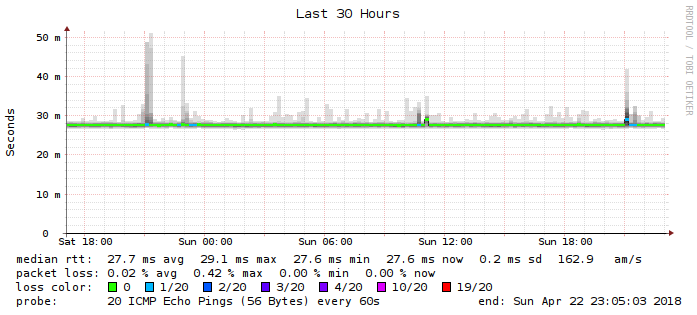 Last 30 Hours
RRDTOOL / TOBI OETIKER
Seconds
50 m
40 m
30 m
20 m
10 m
0
Sat 18:00 Sun 00:00 Sun 06:00 Sun 12:00 Sun 18:00
median rtt: 27.7 ms avg 29.1 ms max 27.6 ms min 27.6 ms now 0.2 ms sd 162.9 am/s
packet loss: 0.02 % avg 0.42 % max 0.00 % min 0.00 % now
loss color: 0 1/20 2/20 3/20 4/20 10/20 19/20
probe: 20 ICMP Echo Pings (56 Bytes) every 60s end: Sun Apr 22 23:05:03 2018